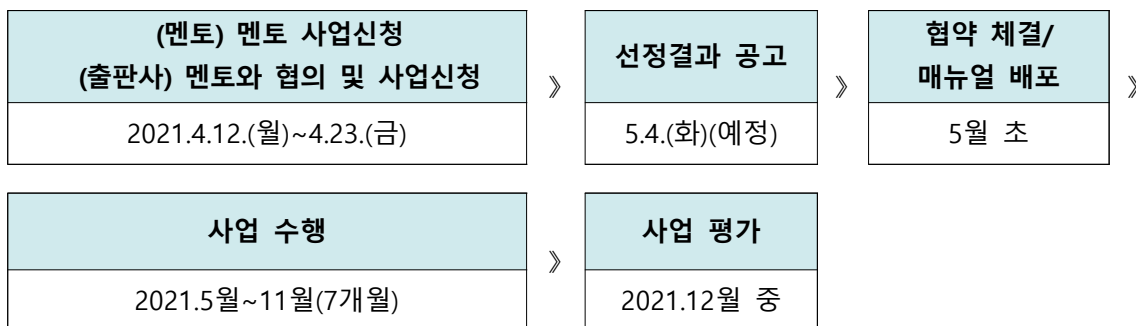 (멘토) 멘토 사업신청
(출판사) 멘토와 협의 및 사업신청
2021.4.12.(월)~4.23.(금)
》
선정결과 공고
5.4.(화)(예정)
》
협약 체결/
매뉴얼 배포
5월 초
》
사업 수행
2021.5월~11월(7개월)
》
사업 평가
2021.12월 중